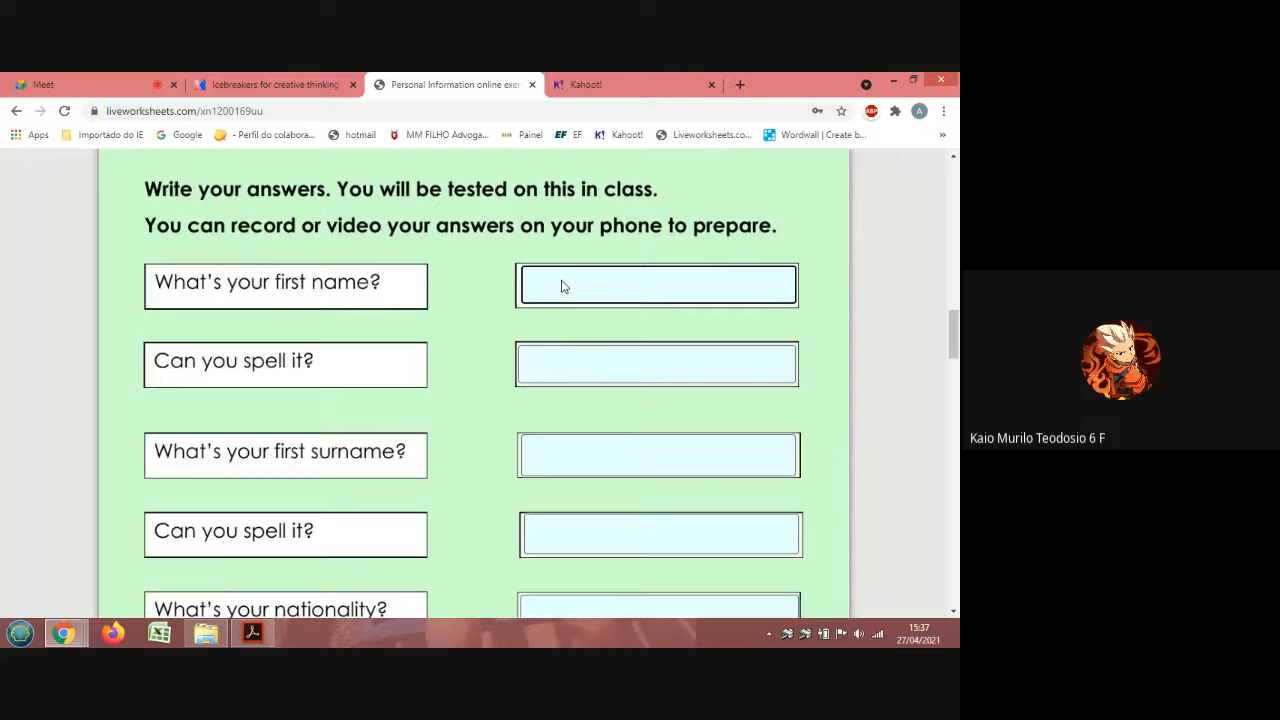 Meet
Icebreakers for creative thinking
Personal Information online exer
Kahoot!
liveworksheets.com/xn1200169uu
A
Apps
Importado do IE
Google
- Perfil do colabora...
hotmail
MM FILHO Advoga...
Painel
EF EF
K! Kahoot!
Liveworksheets.co...
Wordwall | Create b...
Write your answers. You will be tested on this in class.
You can record or video your answers on your phone to prepare.
What's your first name?
Can you spell it?
What's your first surname?
Can you spell it?
What's your nationality?
Kaio Murilo Teodosio 6 F
15:37
27/04/2021